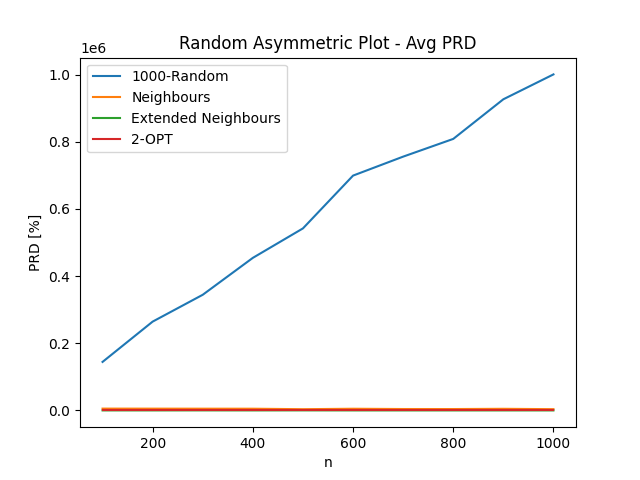 Random Asymmetric Plot - Avg PRD
1e6
1000-Random
Neighbours
Extended Neighbours
2-OPT
1.0
0.8
0.6
0.4
0.2
0.0
PRD [%]
200 400 600 800 1000
n